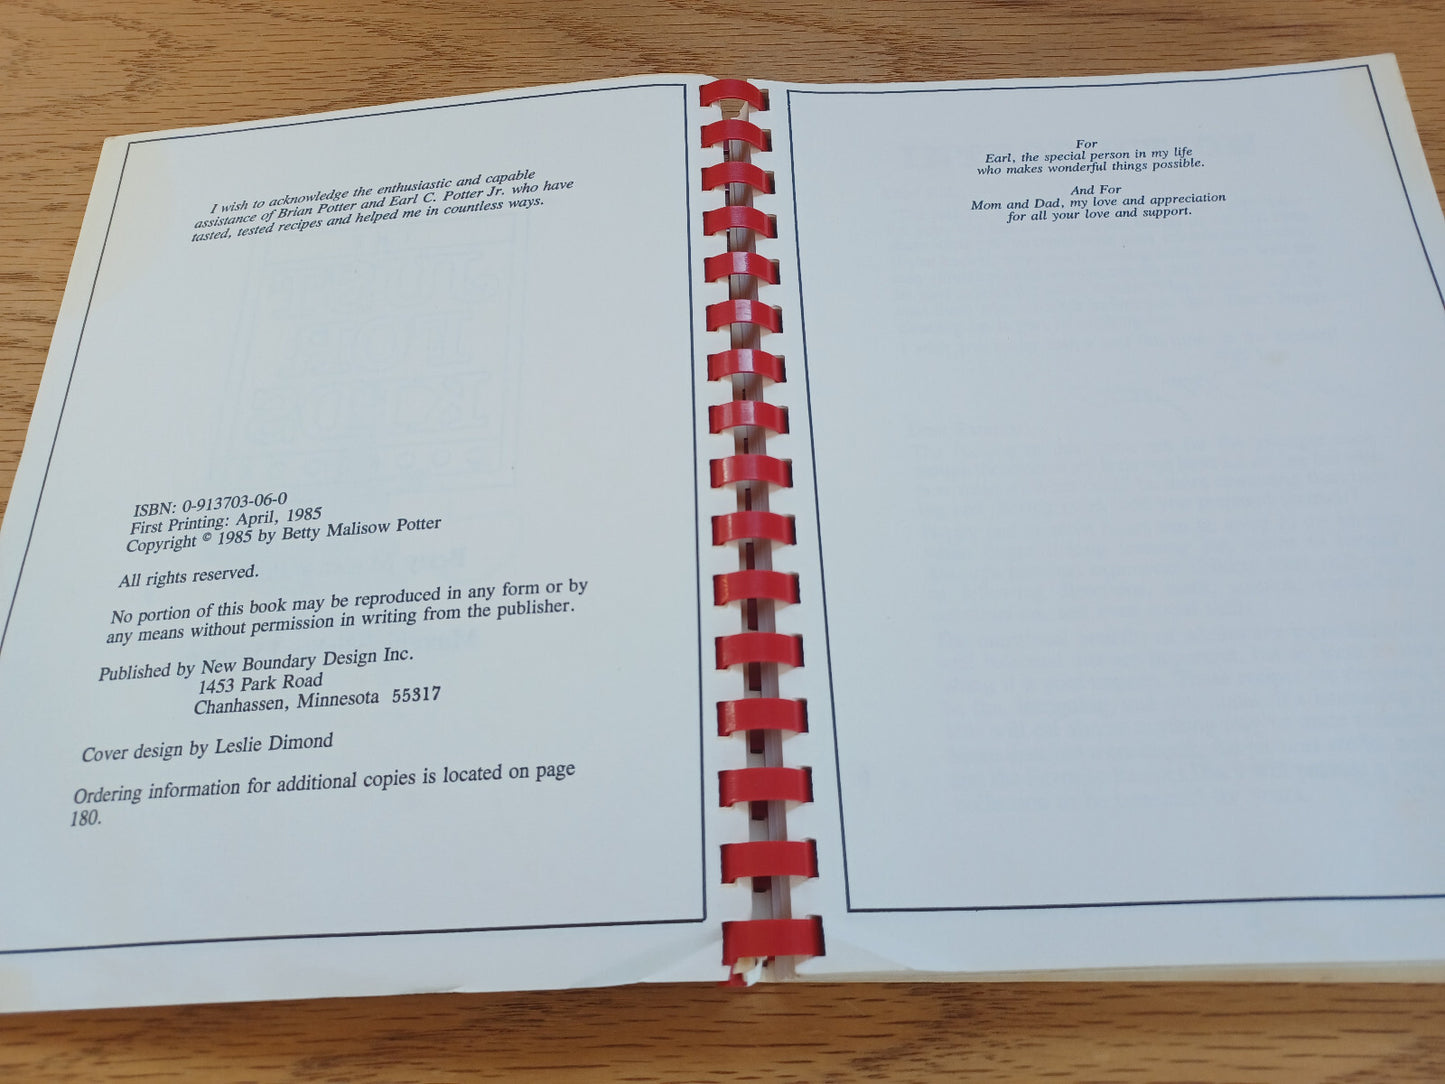 I wish to acknowledge the enthusiastic and capable
assistance of Brian Potter and Earl C. Potter Jr. who have
tasted, tested recipes and helped me in countless ways.
ISBN: 0-913703-06-0
First Printing: April, 1985
Copyright © 1985 by Betty Malisow Potter
All rights reserved.
No portion of this book may be reproduced in any form or by
any means without permission in writing from the publisher.
Published by New Boundary Design Inc.
1453 Park Road
Chanhassen, Minnesota 55317
Cover design by Leslie Dimond
Ordering information for additional copies is located on page
180.
For
Earl, the special person in my life
who makes wonderful things possible.
And For
Mom and Dad, my love and appreciation
for all your love and support.